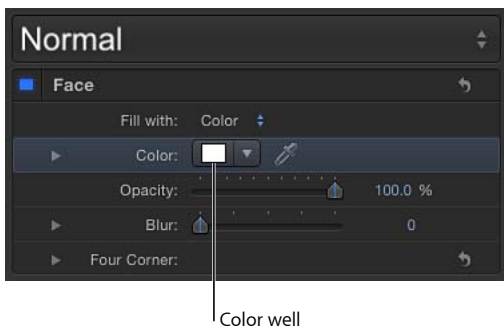 Normal
Face
Fill with: Color
Color:
Opacity: 100.0 %
Blur: 0
Four Corner:
Color well